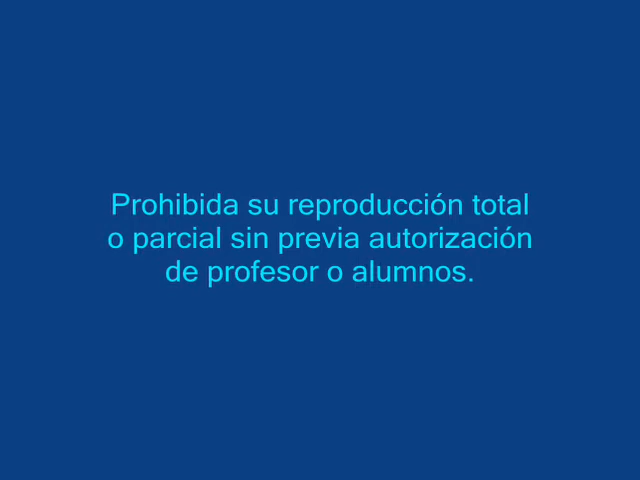 Prohibida su reproducción total
o parcial sin previa autorización
de profesor o alumnos.